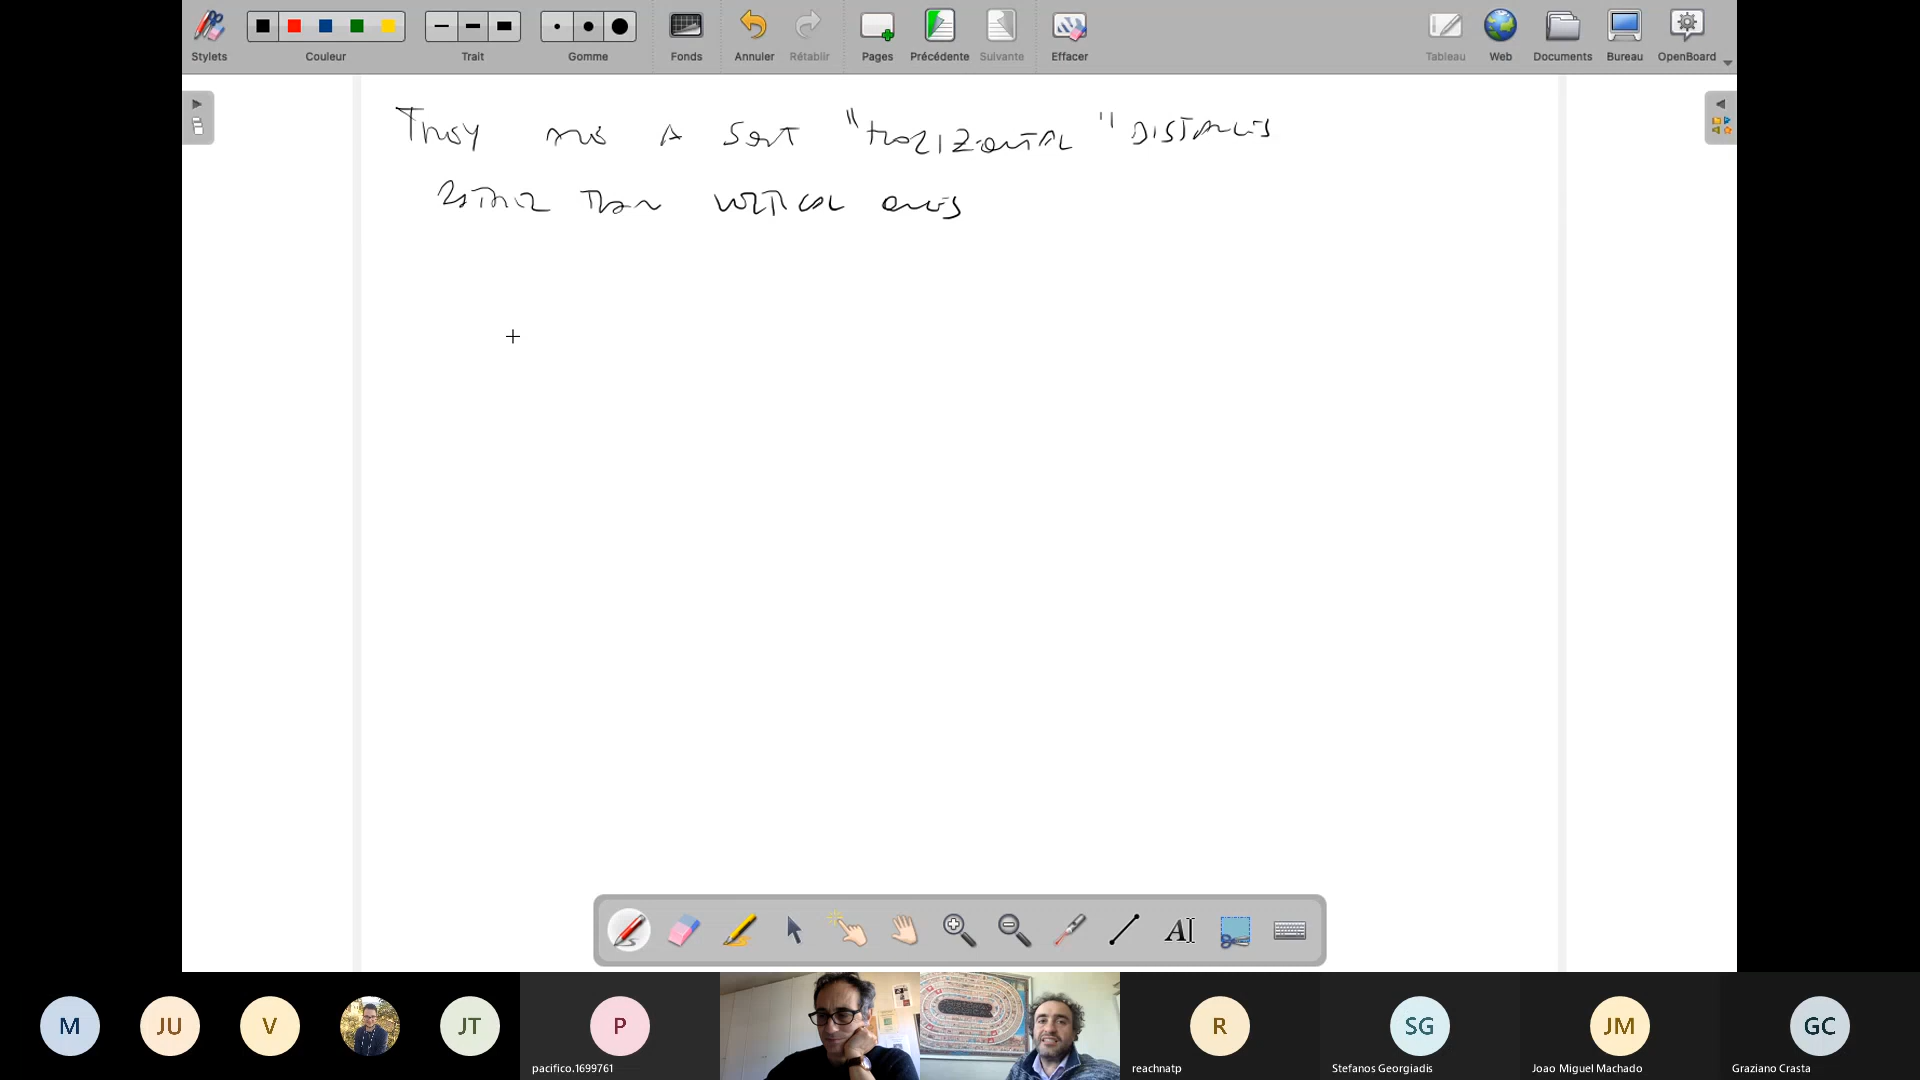 Stylets Couleur Trait Gomme Fonds Annuler Rétablir Pages Précédente Suivante Effacer Tableau Web Documents Bureau OpenBoard
They are a sort "HORIZONTAL" DISTANCES
RATHER THAN VERTICAL ONES
M JU V JT P R SG JM GC
pacifico.1699761 reachnatp Stefanos Georgiadis Joao Miguel Machado Graziano Crasta